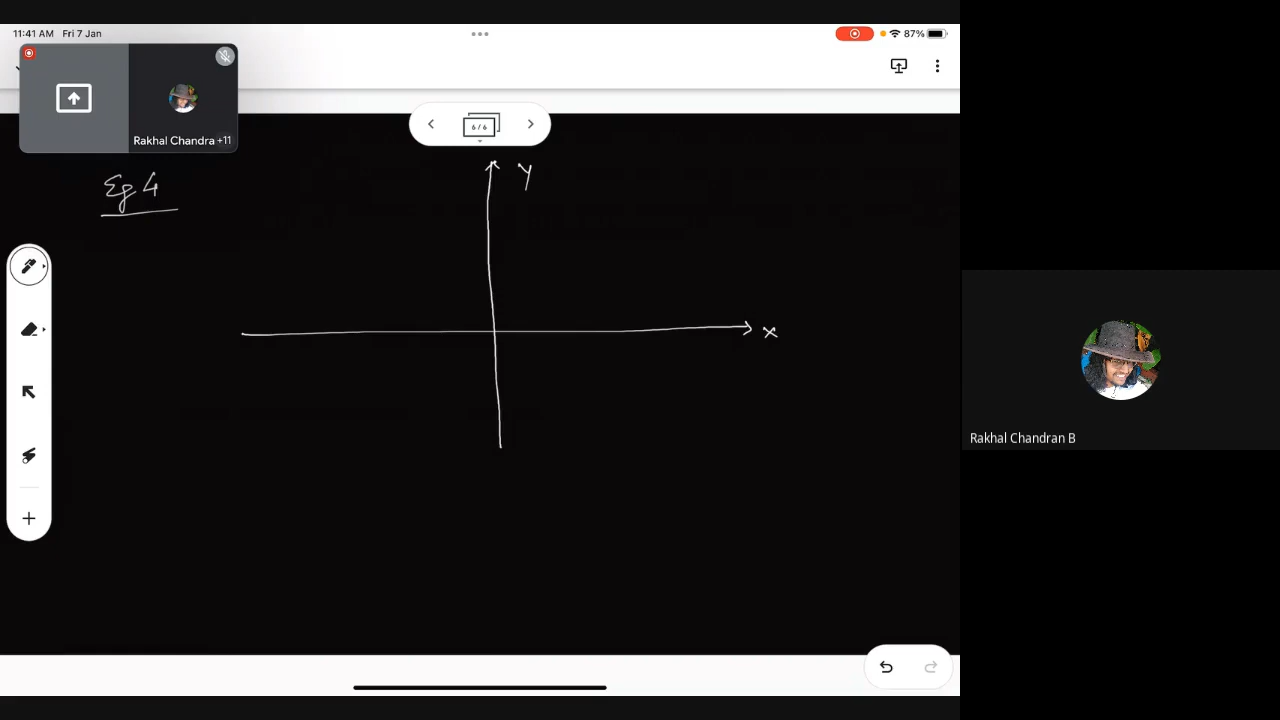 11:41 AM Fri 7 Jan
87%
Rakhal Chandra +11
6/6
Eg 4
y
x
Rakhal Chandran B